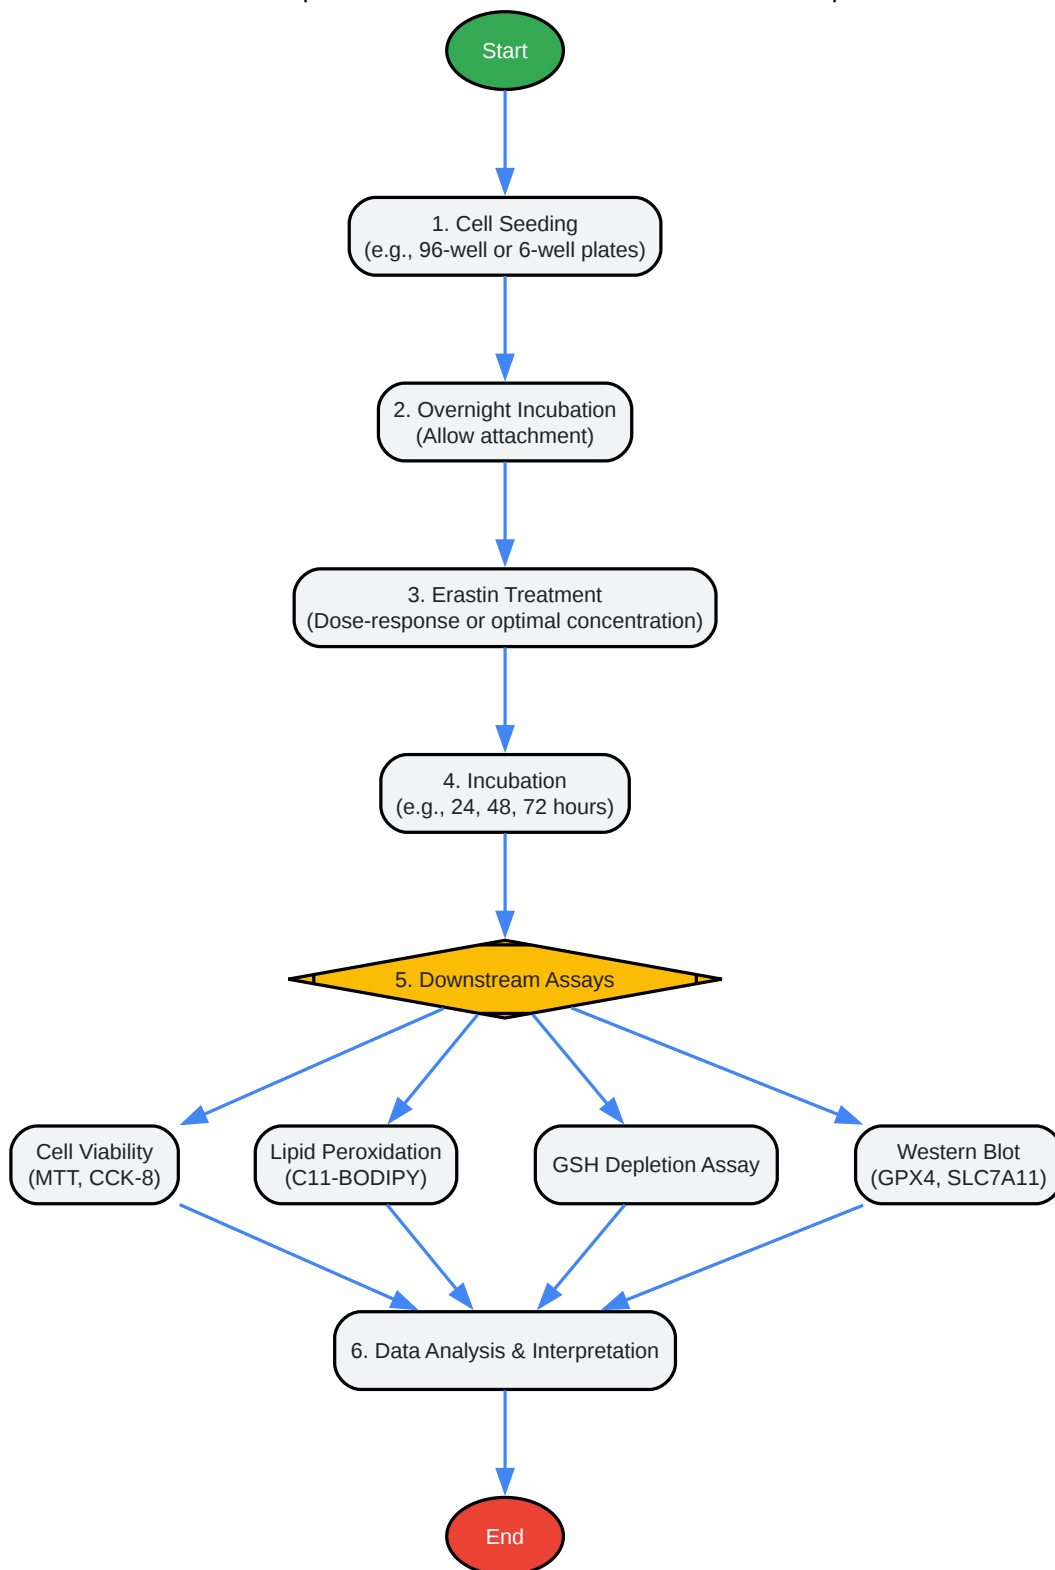 Start
1. Cell Seeding
(e.g., 96-well or 6-well plates)
2. Overnight Incubation
(Allow attachment)
3. Erastin Treatment
(Dose-response or optimal concentration)
4. Incubation
(e.g., 24, 48, 72 hours)
5. Downstream Assays
Cell Viability
(MTT, CCK-8)
Lipid Peroxidation
(C11-BODIPY)
GSH Depletion Assay
Western Blot
(GPX4, SLC7A11)
6. Data Analysis & Interpretation
End